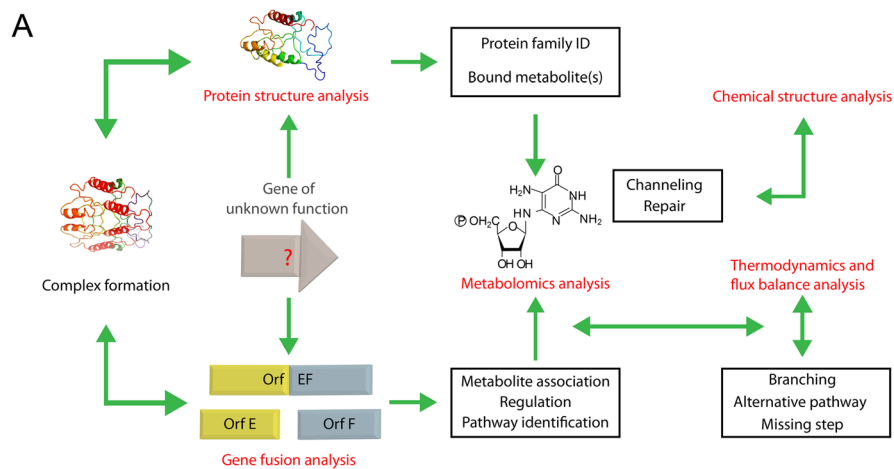 A
Protein structure analysis
Protein family ID
Bound metabolite(s)
Chemical structure analysis
Gene of
unknown function
?
Complex formation
O
H₂N
NH
HN
N
NH₂
P OH₂C
O
OH OH
Metabolomics analysis
Channeling
Repair
Thermodynamics and
flux balance analysis
Orf EF
Orf E
Orf F
Gene fusion analysis
Metabolite association
Regulation
Pathway identification
Branching
Alternative pathway
Missing step